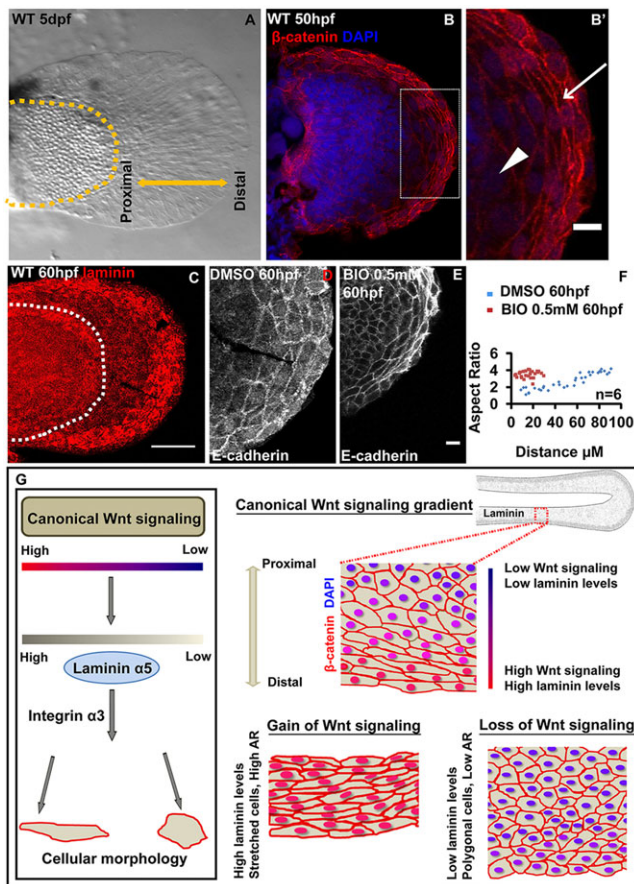 WT 5dpf A
Proximal
Distal
WT 50hpf B
β-catenin DAPI
B'
WT 60hpf laminin
C
DMSO 60hpf D
E-cadherin
BIO 0.5mM E
60hpf
E-cadherin
F
DMSO 60hpf
BIO 0.5mM 60hpf
Aspect Ratio
6
4
2
0
n=6
0 20 40 60 80 100
Distance µM
G
Canonical Wnt signaling
High Low
High Low
Laminin α5
Integrin α3
Cellular morphology
Canonical Wnt signaling gradient
Laminin
Proximal
Distal
β-catenin DAPI
Low Wnt signaling
Low laminin levels
High Wnt signaling
High laminin levels
Gain of Wnt signaling
High laminin levels
Stretched cells, High AR
Loss of Wnt signaling
Low laminin levels
Polygonal cells, Low AR